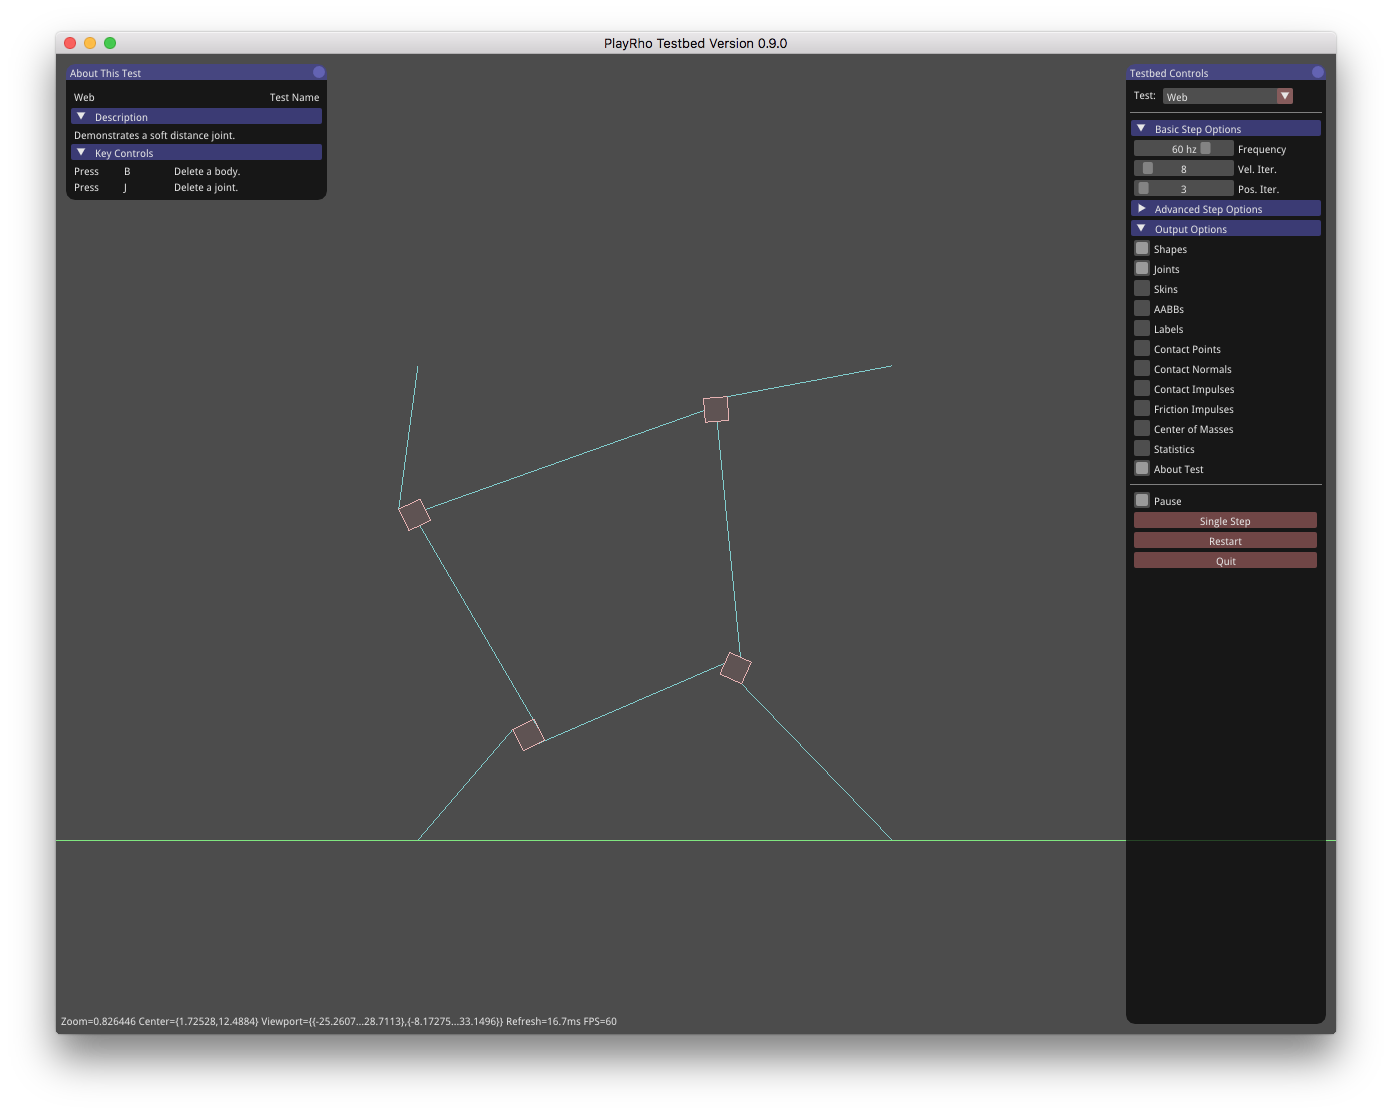 PlayRho Testbed Version 0.9.0
About This Test
Web Test Name
Description
Demonstrates a soft distance joint.
Key Controls
Press B Delete a body.
Press J Delete a joint.
Testbed Controls
Test: Web
Basic Step Options
60 hz Frequency
8 Vel. Iter.
3 Pos. Iter.
Advanced Step Options
Output Options
Shapes
Joints
Skins
AABBs
Labels
Contact Points
Contact Normals
Contact Impulses
Friction Impulses
Center of Masses
Statistics
About Test
Pause
Single Step
Restart
Quit
Zoom=0.826446 Center={1.72528,12.4884} Viewport={{-25.2607...28.7113},{-8.17275...33.1496}} Refresh=16.7ms FPS=60